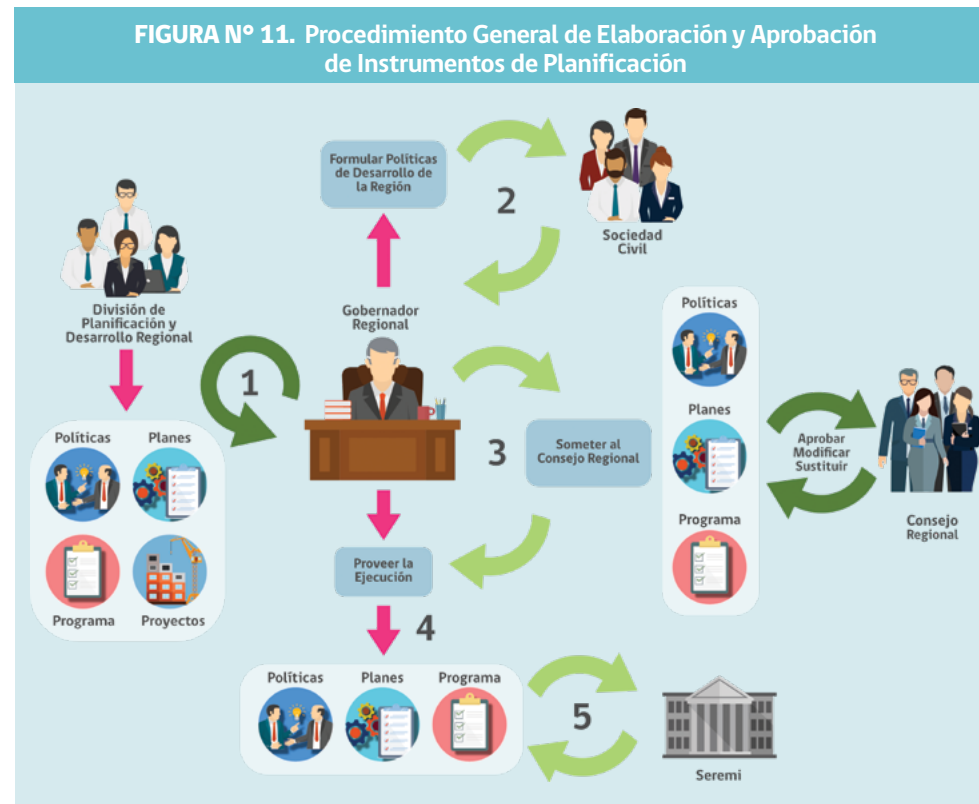 FIGURA N° 11. Procedimiento General de Elaboración y Aprobación
de Instrumentos de Planificación
Formular Políticas
de Desarrollo de
la Región
2
Sociedad
Civil
División de
Planificación y
Desarrollo Regional
Gobernador
Regional
1
Políticas
Planes
Programa
Proyectos
3
Someter al
Consejo Regional
Políticas
Planes
Programa
Aprobar
Modificar
Sustituir
Consejo
Regional
Proveer la
Ejecución
4
Políticas
Planes
Programa
5
Seremi